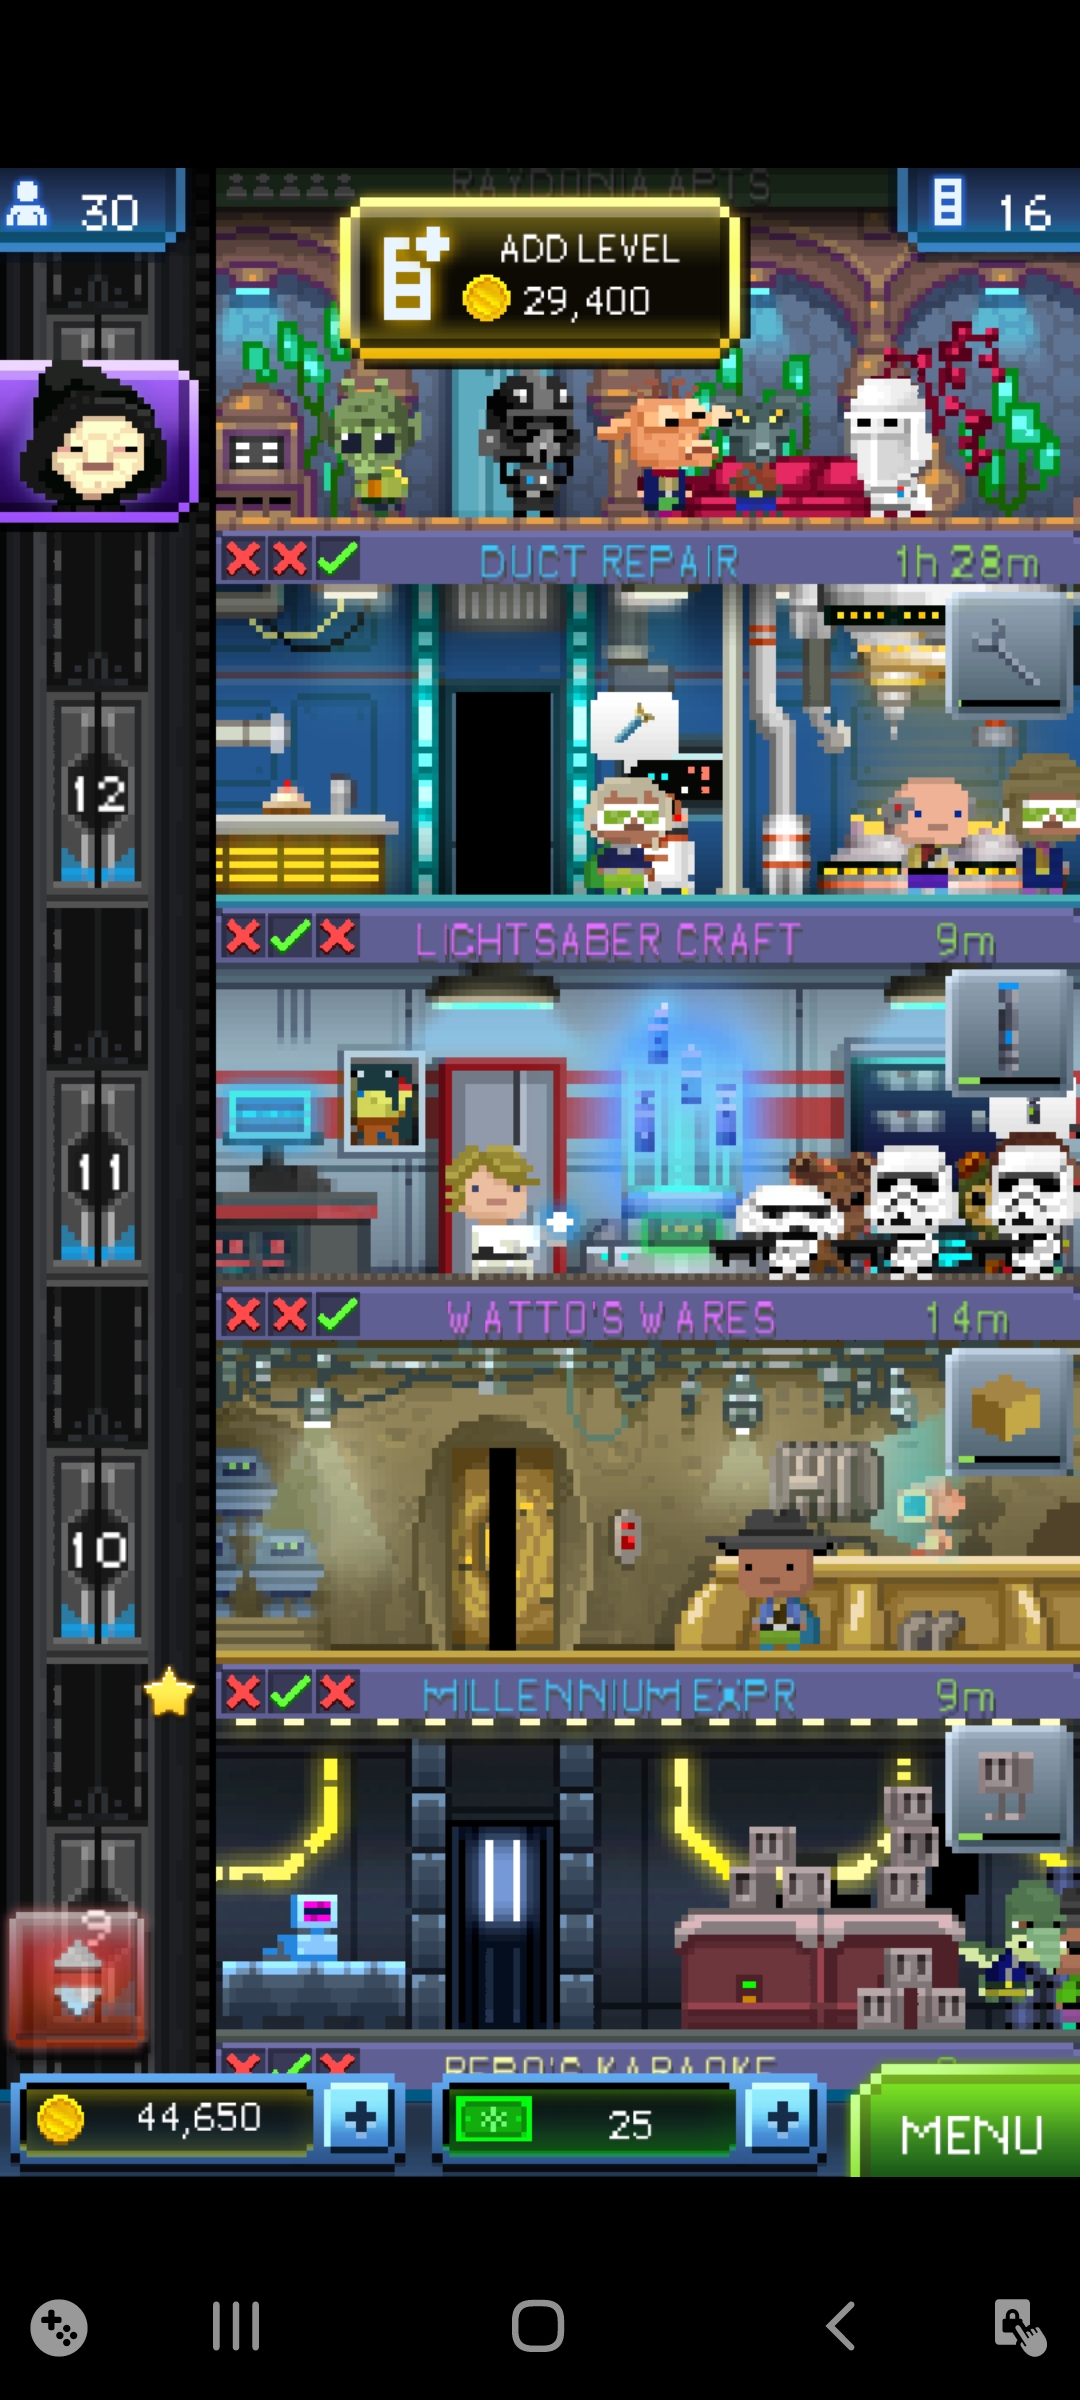 RAYDONIA APTS
30
16
ADD LEVEL
29,400
DUCT REPAIR 1h 28m
12
LIGHTSABER CRAFT 9m
11
WATTO'S WARES 14m
10
MILLENNIUM EXPR 9m
9
REBO'S KARAOKE
44,650
25
MENU